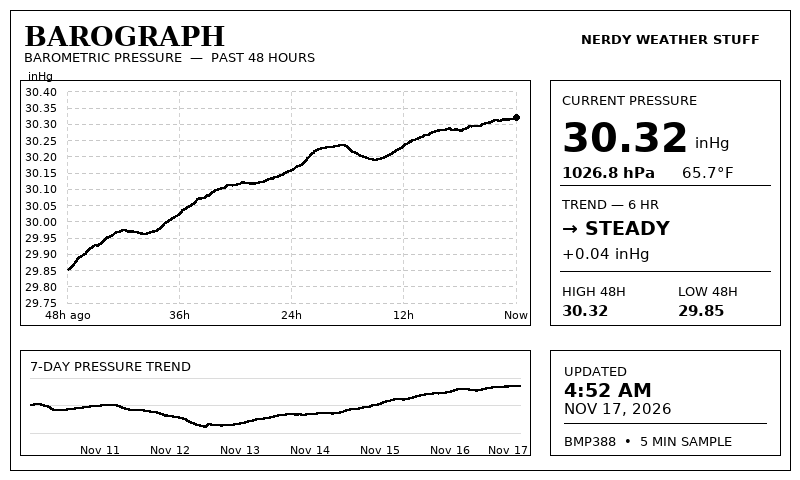 BAROGRAPH
BAROMETRIC PRESSURE — PAST 48 HOURS
NERDY WEATHER STUFF
inHg
30.40
30.35
30.30
30.25
30.20
30.15
30.10
30.05
30.00
29.95
29.90
29.85
29.80
29.75
48h ago 36h 24h 12h Now
CURRENT PRESSURE
30.32 inHg
1026.8 hPa 65.7°F
TREND — 6 HR
→ STEADY
+0.04 inHg
HIGH 48H LOW 48H
30.32 29.85
7-DAY PRESSURE TREND
Nov 11 Nov 12 Nov 13 Nov 14 Nov 15 Nov 16 Nov 17
UPDATED
4:52 AM
NOV 17, 2026
BMP388 • 5 MIN SAMPLE